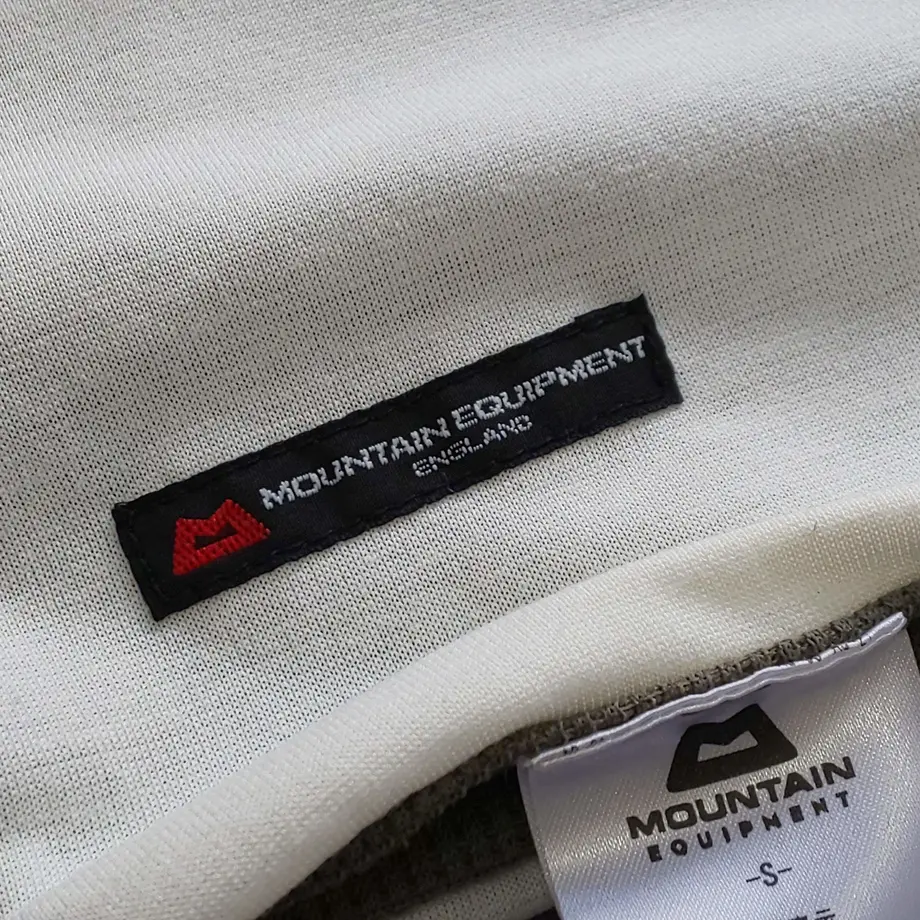 MOUNTAIN EQUIPMENT
ENGLAND
MOUNTAIN
EQUIPMENT
-S-